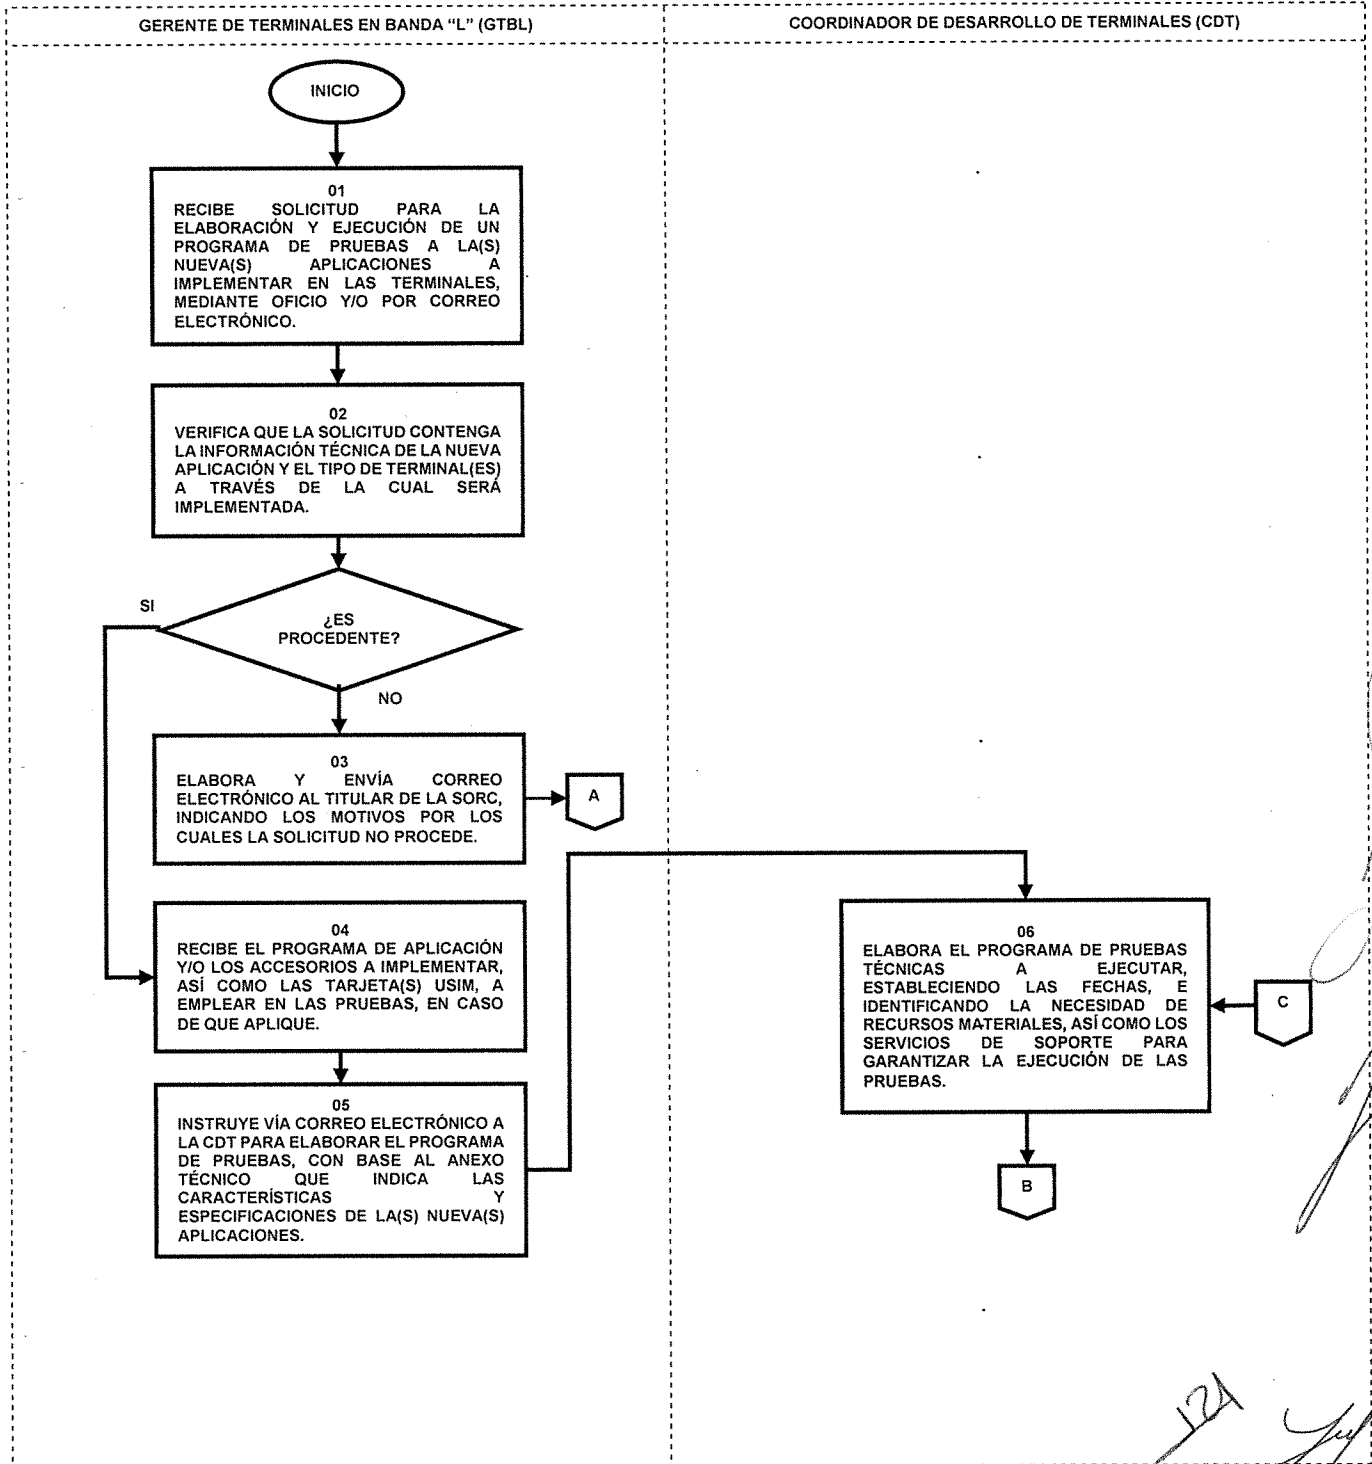 GERENTE DE TERMINALES EN BANDA "L" (GTBL)
COORDINADOR DE DESARROLLO DE TERMINALES (CDT)
INICIO
01
RECIBE SOLICITUD PARA LA
ELABORACIÓN Y EJECUCIÓN DE UN
PROGRAMA DE PRUEBAS A LA(S)
NUEVA(S) APLICACIONES A
IMPLEMENTAR EN LAS TERMINALES,
MEDIANTE OFICIO Y/O POR CORREO
ELECTRÓNICO.
02
VERIFICA QUE LA SOLICITUD CONTENGA
LA INFORMACIÓN TÉCNICA DE LA NUEVA
APLICACIÓN Y EL TIPO DE TERMINAL(ES)
A TRAVÉS DE LA CUAL SERÁ
IMPLEMENTADA.
SI
¿ES
PROCEDENTE?
NO
03
ELABORA Y ENVÍA CORREO
ELECTRÓNICO AL TITULAR DE LA SORC,
INDICANDO LOS MOTIVOS POR LOS
CUALES LA SOLICITUD NO PROCEDE.
A
04
RECIBE EL PROGRAMA DE APLICACIÓN
Y/O LOS ACCESORIOS A IMPLEMENTAR,
ASÍ COMO LAS TARJETA(S) USIM, A
EMPLEAR EN LAS PRUEBAS, EN CASO
DE QUE APLIQUE.
05
INSTRUYE VÍA CORREO ELECTRÓNICO A
LA CDT PARA ELABORAR EL PROGRAMA
DE PRUEBAS, CON BASE AL ANEXO
TÉCNICO QUE INDICA LAS
CARACTERÍSTICAS Y
ESPECIFICACIONES DE LA(S) NUEVA(S)
APLICACIONES.
06
ELABORA EL PROGRAMA DE PRUEBAS
TÉCNICAS A EJECUTAR,
ESTABLECIENDO LAS FECHAS, E
IDENTIFICANDO LA NECESIDAD DE
RECURSOS MATERIALES, ASÍ COMO LOS
SERVICIOS DE SOPORTE PARA
GARANTIZAR LA EJECUCIÓN DE LAS
PRUEBAS.
C
B